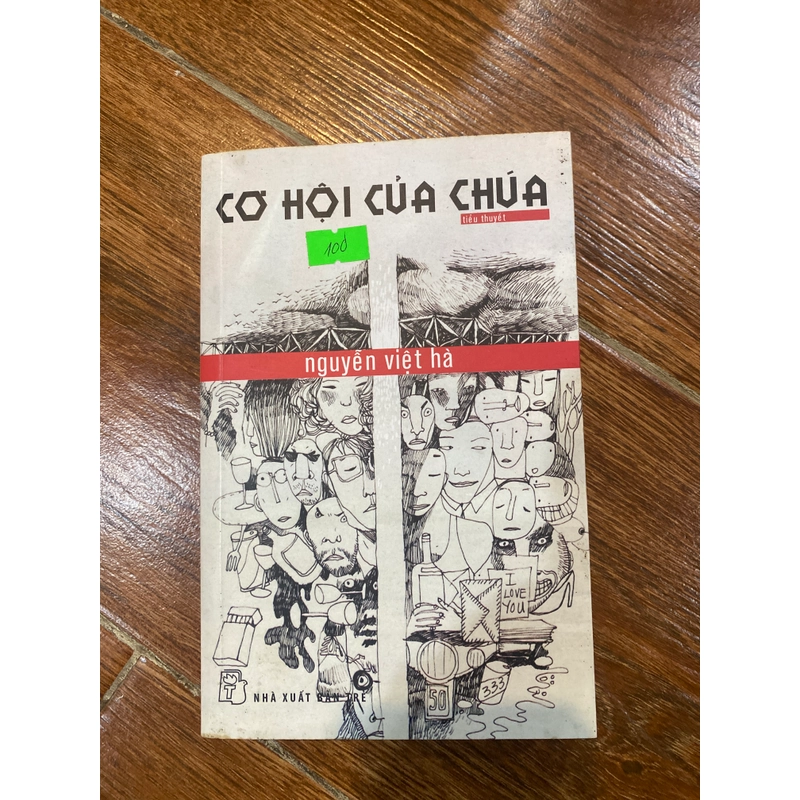 CƠ HỘI CỦA CHÚA
tiểu thuyết
100
nguyễn việt hà
I
LOVE
YOU
333
50
NHÀ XUẤT BẢN TRẺ